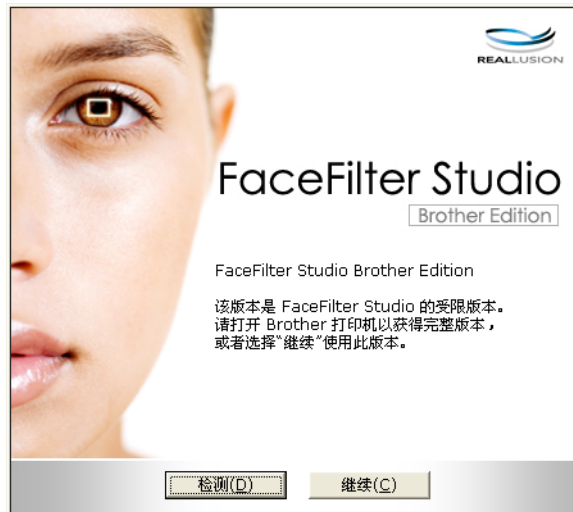 REALLUSION
FaceFilter Studio
Brother Edition
FaceFilter Studio Brother Edition
该版本是 FaceFilter Studio 的受限版本。
请打开 Brother 打印机以获得完整版本，
或者选择“继续”使用此版本。
检测(D)
继续(C)